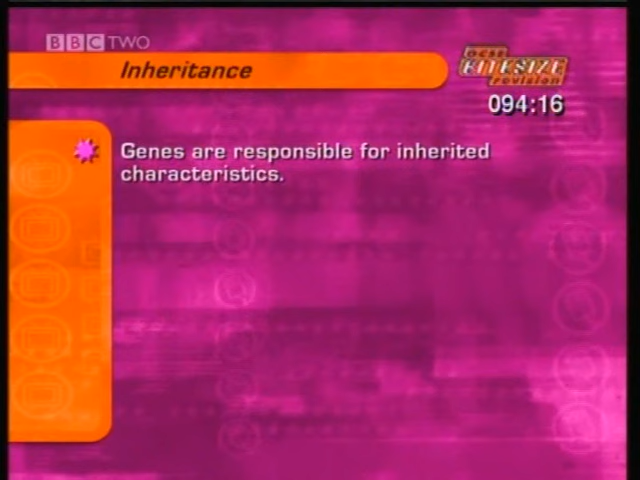 BBC TWO
Inheritance
GCSE
BITESIZE
revision
094:16
Genes are responsible for inherited
characteristics.